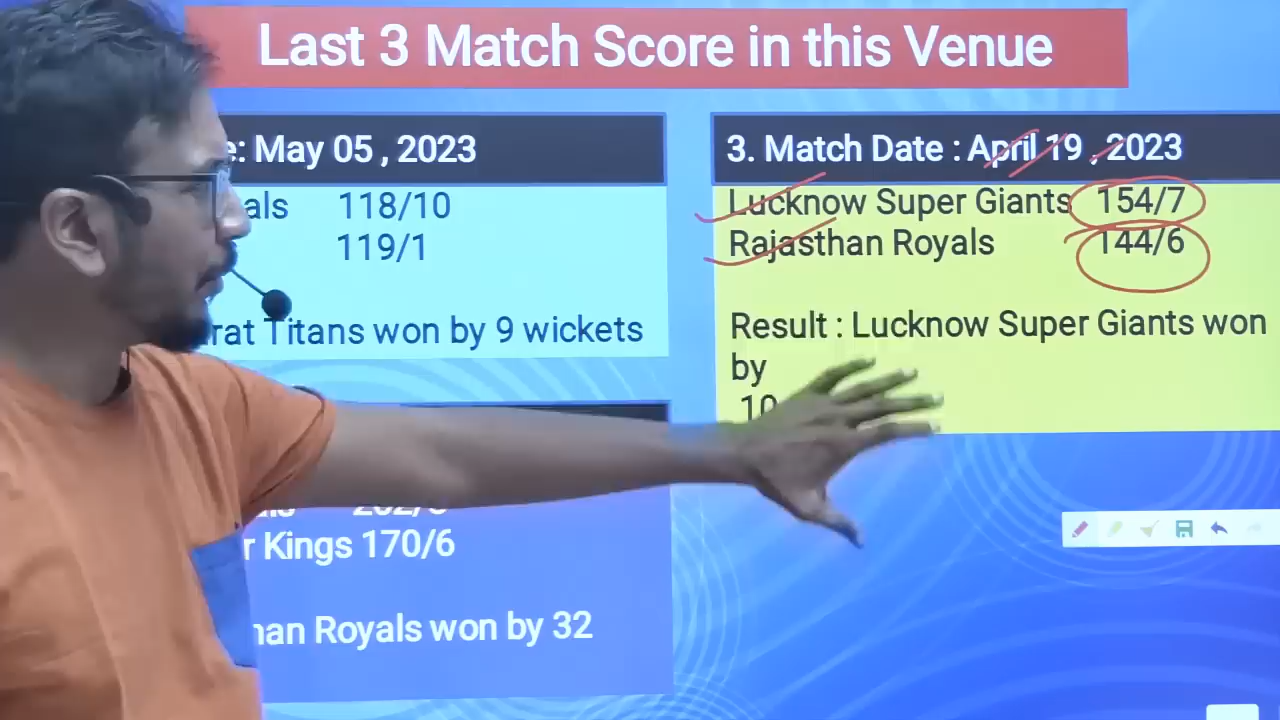 Last 3 Match Score in this Venue
e: May 05 , 2023
als 118/10
119/1
rat Titans won by 9 wickets
r Kings 170/6
han Royals won by 32
3. Match Date : April 19 , 2023
Lucknow Super Giants 154/7
Rajasthan Royals 144/6
Result : Lucknow Super Giants won
by
10